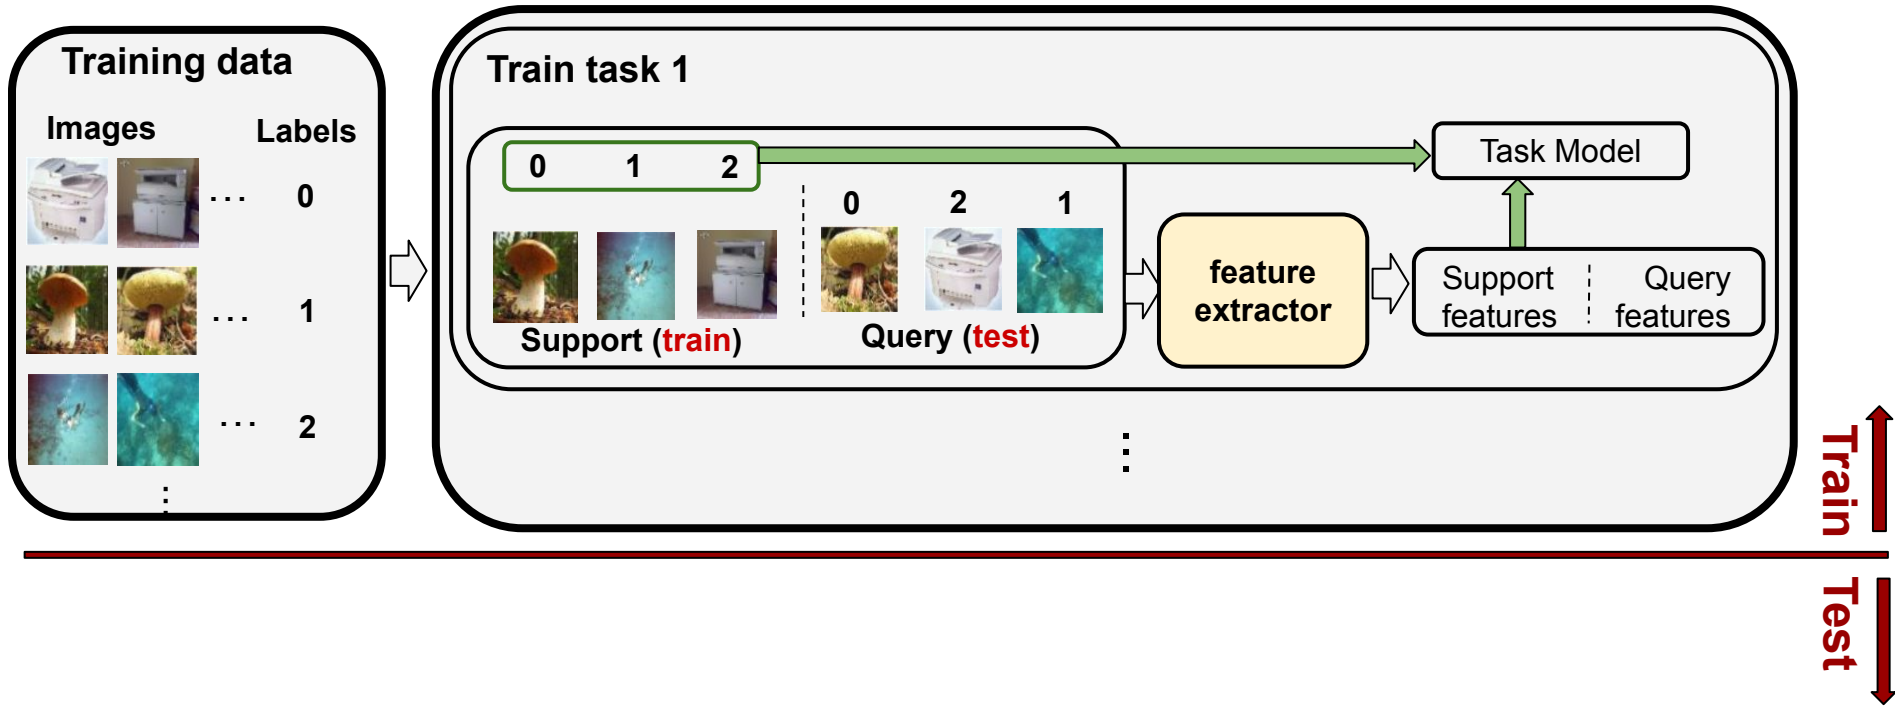 Training data
Images
Labels
... 0
... 1
... 2
⋮
Train task 1
0 1 2
0 2 1
Support (train)
Query (test)
feature
extractor
Task Model
Support
features
Query
features
⋮
Train
Test